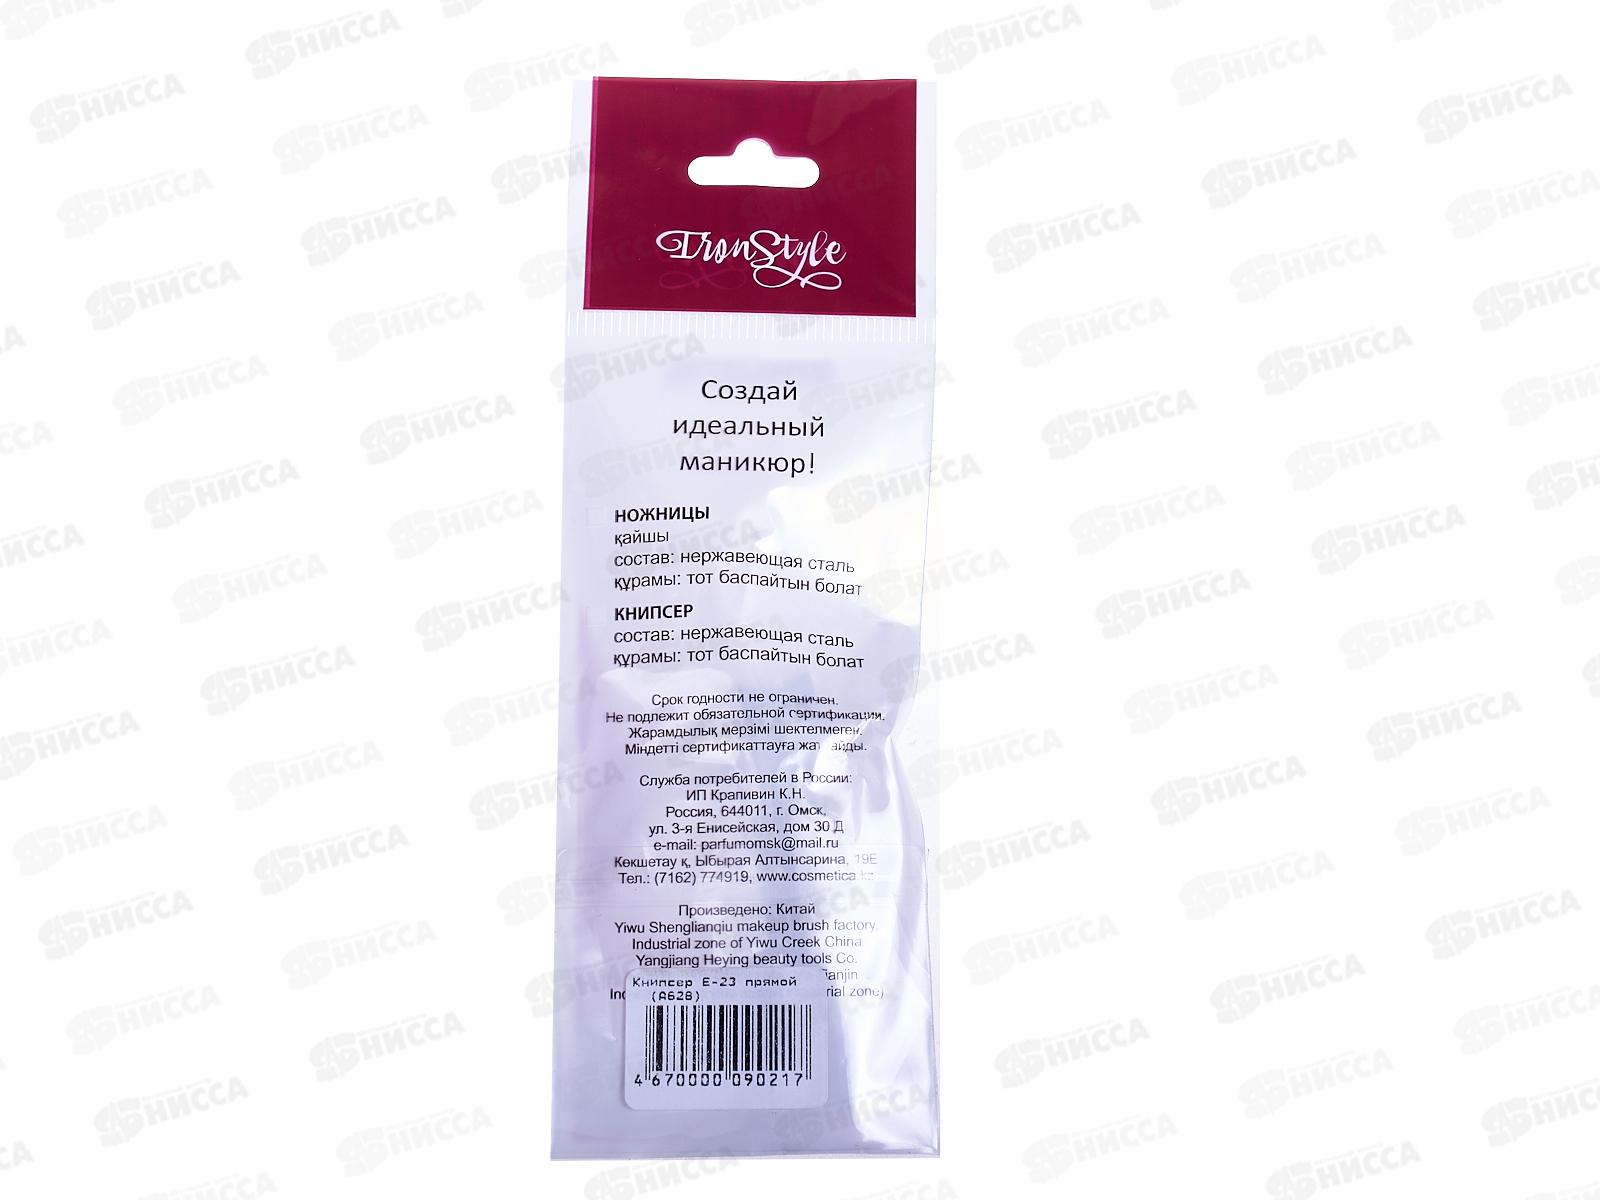 IronStyle
Создай
идеальный
маникюр!
НОЖНИЦЫ
қайшы
состав: нержавеющая сталь
құрамы: тот баспайтын болат
КНИПСЕР
состав: нержавеющая сталь
құрамы: тот баспайтын болат
Срок годности не ограничен.
Не подлежит обязательной сертификации.
Жарамдылық мерзімі шектелмеген.
Міндетті сертификаттауға
Служба потребителей в России:
ИП Крапивин К.Н.
Россия, 644011, г. Омск,
ул. 3-я Енисейская, дом 30 Д
e-mail: parfumomsk@mail.ru
Көкшетау қ, Ыбырая Алтынсарина, 19Е
Тел.: (7162) 774919, www.cosmetica.kz
Произведено: Китай
Yiwu Shenglianqiu makeup brush factory.
Industrial zone of Yiwu Creek China
Yangjiang Heying beauty tools Co.
zone)
Книпсер Е-23 прямой
(А628)
4 670000 090217
НИССА